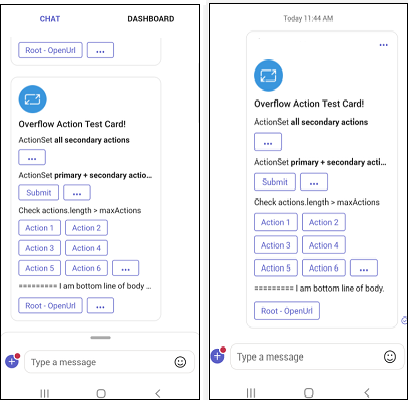 CHAT DASHBOARD
Root - OpenUrl ...
Overflow Action Test Card!
ActionSet all secondary actions
...
ActionSet primary + secondary actio...
Submit ...
Check actions.length > maxActions
Action 1 Action 2
Action 3 Action 4
Action 5 Action 6 ...
========= I am bottom line of body ...
Root - OpenUrl ...
Type a message
Today 11:44 AM
...
Overflow Action Test Card!
ActionSet all secondary actions
...
ActionSet primary + secondary acti...
Submit ...
Check actions.length > maxActions
Action 1 Action 2
Action 3 Action 4
Action 5 Action 6 ...
========= I am bottom line of body.
Root - OpenUrl
Type a message